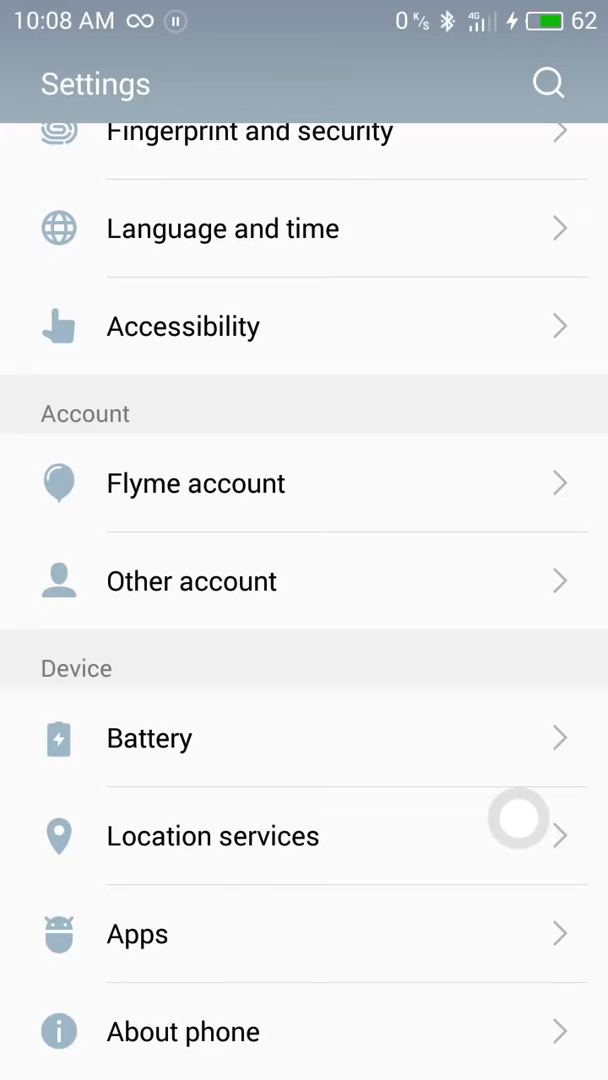 10:08 AM 0 K/s 4G 62
Settings
Fingerprint and security
Language and time
Accessibility
Account
Flyme account
Other account
Device
Battery
Location services
Apps
About phone